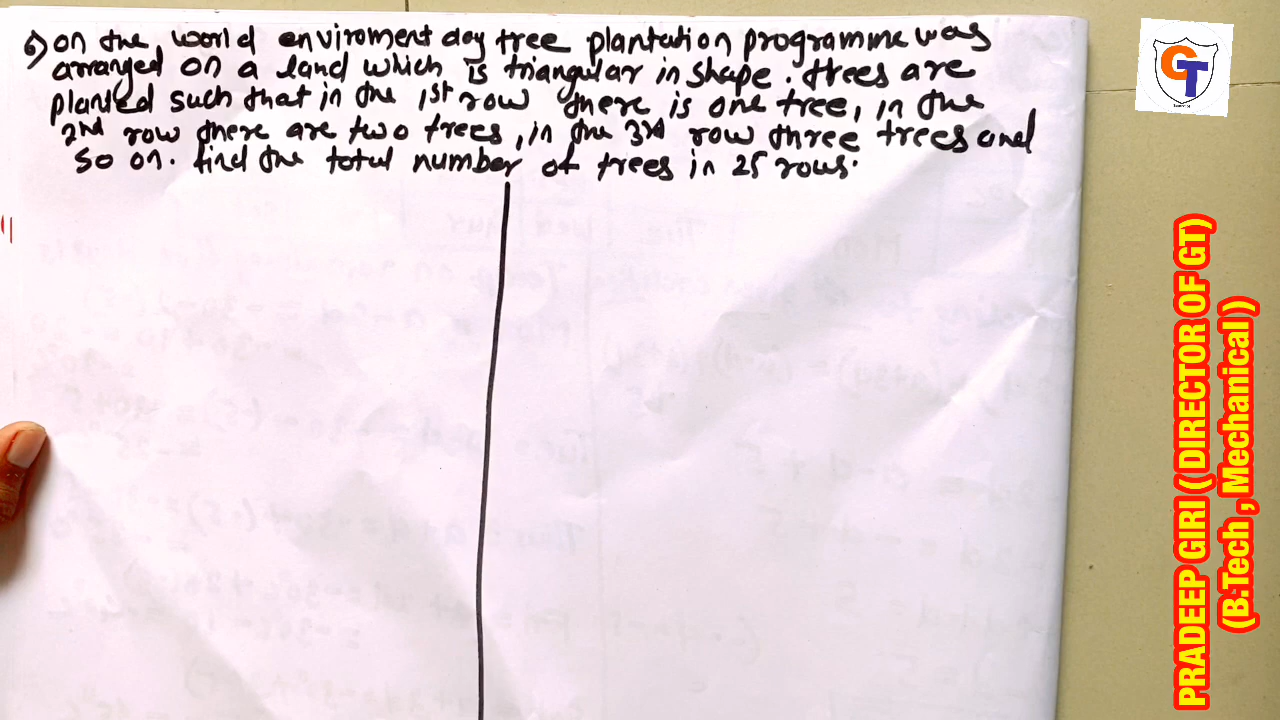 6) on the world enviroment day tree plantation programme was
arranged on a land which is triangular in shape. trees are
planted such that in the 1st row there is one tree, in the
2nd row there are two trees, in the 3rd row three trees and
so on. find the total number of trees in 25 rows.
GT
PRADEEP GIRI ( DIRECTOR OF GT)
(B.Tech , Mechanical )